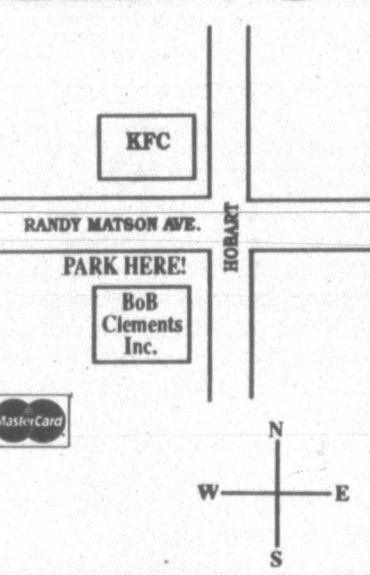 KFC
RANDY MATSON AVE.
HOBART
PARK HERE!
BoB
Clements
Inc.
MasterCard
N
W E
S